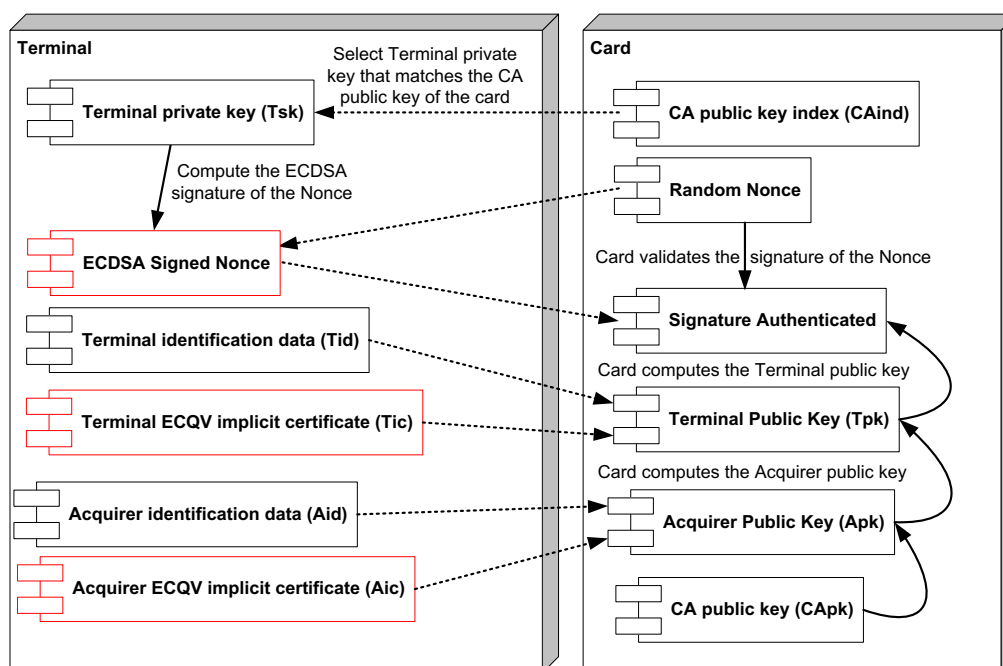 Terminal
Select Terminal private
key that matches the CA
public key of the card
Terminal private key (Tsk)
Compute the ECDSA
signature of the Nonce
ECDSA Signed Nonce
Terminal identification data (Tid)
Terminal ECQV implicit certificate (Tic)
Acquirer identification data (Aid)
Acquirer ECQV implicit certificate (Aic)
Card
CA public key index (CAind)
Random Nonce
Card validates the signature of the Nonce
Signature Authenticated
Card computes the Terminal public key
Terminal Public Key (Tpk)
Card computes the Acquirer public key
Acquirer Public Key (Apk)
CA public key (CApk)